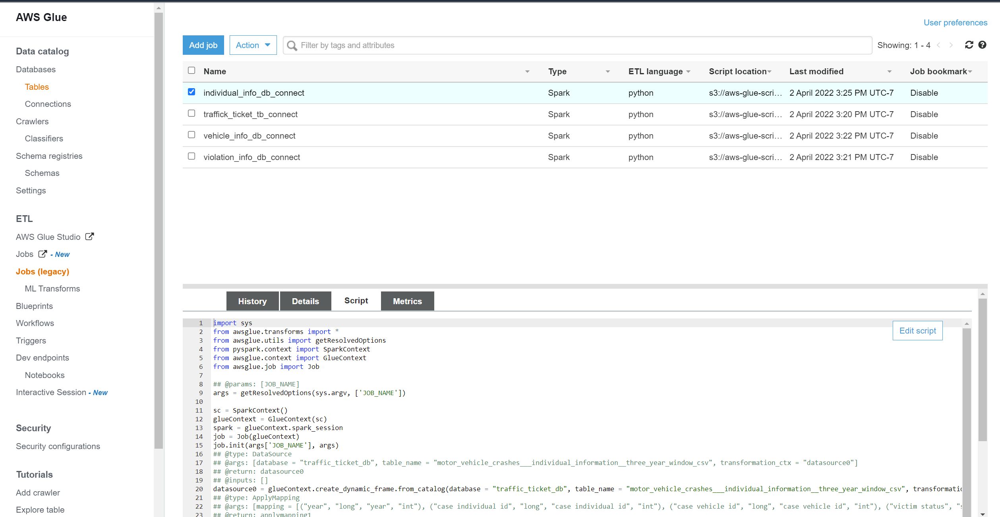 AWS Glue
Data catalog
Databases
Tables
Connections
Crawlers
Classifiers
Schema registries
Schemas
Settings
ETL
AWS Glue Studio
Jobs - New
Jobs (legacy)
ML Transforms
Blueprints
Workflows
Triggers
Dev endpoints
Notebooks
Interactive Session - New
Security
Security configurations
Tutorials
Add crawler
Explore table
User preferences
Add job Action Filter by tags and attributes Showing: 1 - 4
Name Type ETL language Script location Last modified Job bookmark
individual_info_db_connect Spark python s3://aws-glue-scri... 2 April 2022 3:25 PM UTC-7 Disable
traffick_ticket_tb_connect Spark python s3://aws-glue-scri... 2 April 2022 3:20 PM UTC-7 Disable
vehicle_info_db_connect Spark python s3://aws-glue-scri... 2 April 2022 3:22 PM UTC-7 Disable
violation_info_db_connect Spark python s3://aws-glue-scri... 2 April 2022 3:21 PM UTC-7 Disable
History Details Script Metrics
Edit script
1 import sys
2 from awsglue.transforms import *
3 from awsglue.utils import getResolvedOptions
4 from pyspark.context import SparkContext
5 from awsglue.context import GlueContext
6 from awsglue.job import Job
7
8 ## @params: [JOB_NAME]
9 args = getResolvedOptions(sys.argv, ['JOB_NAME'])
10
11 sc = SparkContext()
12 glueContext = GlueContext(sc)
13 spark = glueContext.spark_session
14 job = Job(glueContext)
15 job.init(args['JOB_NAME'], args)
16 ## @type: DataSource
17 ## @args: [database = "traffic_ticket_db", table_name = "motor_vehicle_crashes___individual_information__three_year_window_csv", transformation_ctx = "datasource0"]
18 ## @return: datasource0
19 ## @inputs: []
20 datasource0 = glueContext.create_dynamic_frame.from_catalog(database = "traffic_ticket_db", table_name = "motor_vehicle_crashes___individual_information__three_year_window_csv", transformatic
21 ## @type: ApplyMapping
22 ## @args: [mapping = [("year", "long", "year", "int"), ("case individual id", "long", "case individual id", "int"), ("case vehicle id", "long", "case vehicle id", "int"), ("victim status", "s
23 ## @return: applymapping1